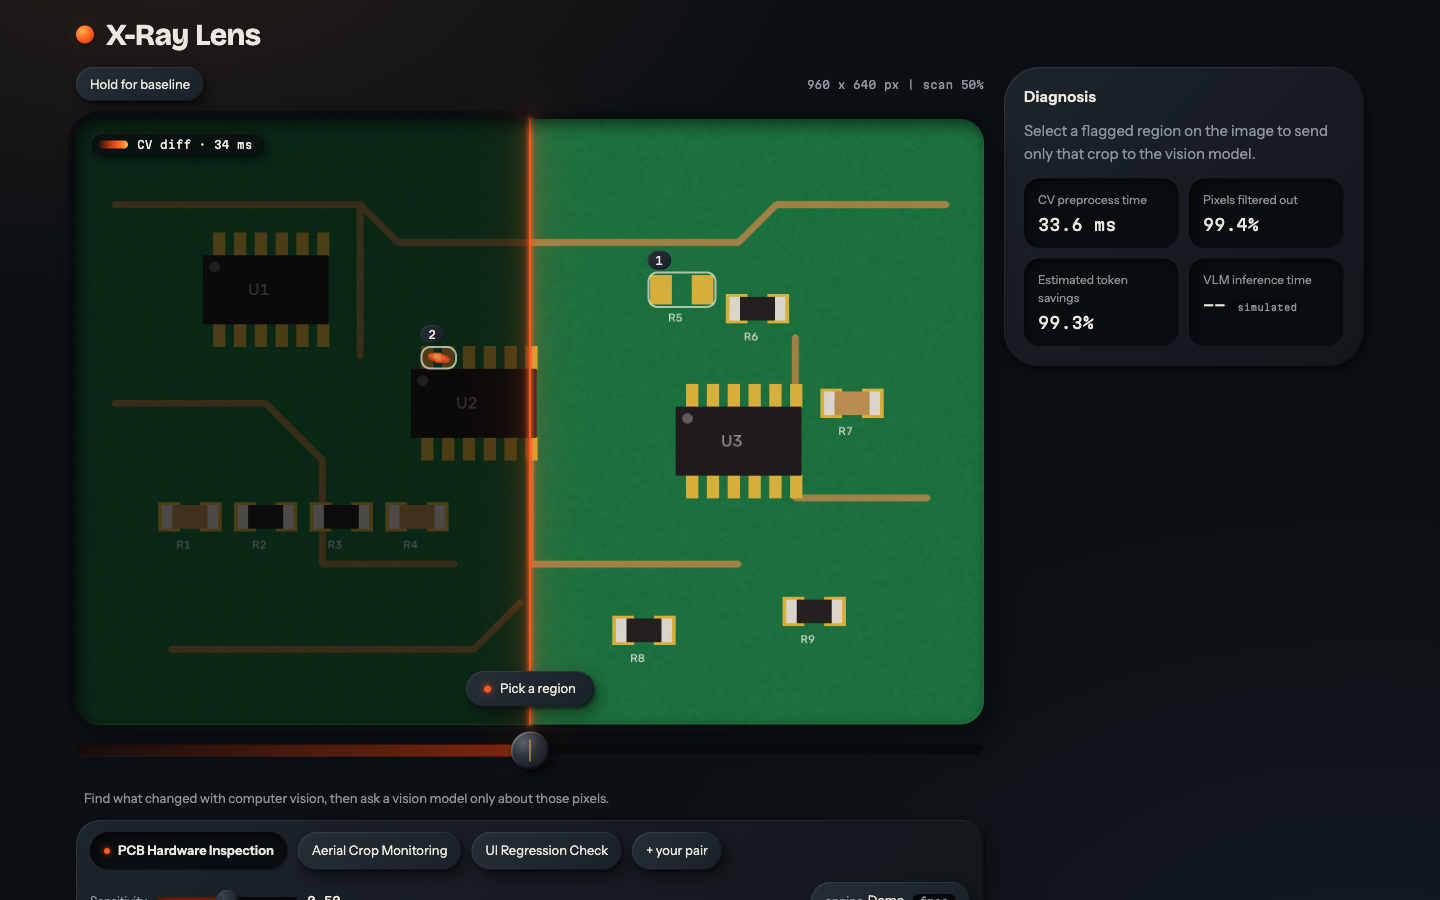 X-Ray Lens
Hold for baseline
960 x 640 px | scan 50%
CV diff · 34 ms
U1
1
R5
R6
2
U2
U3
R7
R1
R2
R3
R4
R8
R9
Pick a region
Diagnosis
Select a flagged region on the image to send
only that crop to the vision model.
CV preprocess time
33.6 ms
Pixels filtered out
99.4%
Estimated token
savings
99.3%
VLM inference time
-- simulated
Find what changed with computer vision, then ask a vision model only about those pixels.
PCB Hardware Inspection
Aerial Crop Monitoring
UI Regression Check
+ your pair
Sensitivity
engine Demo free